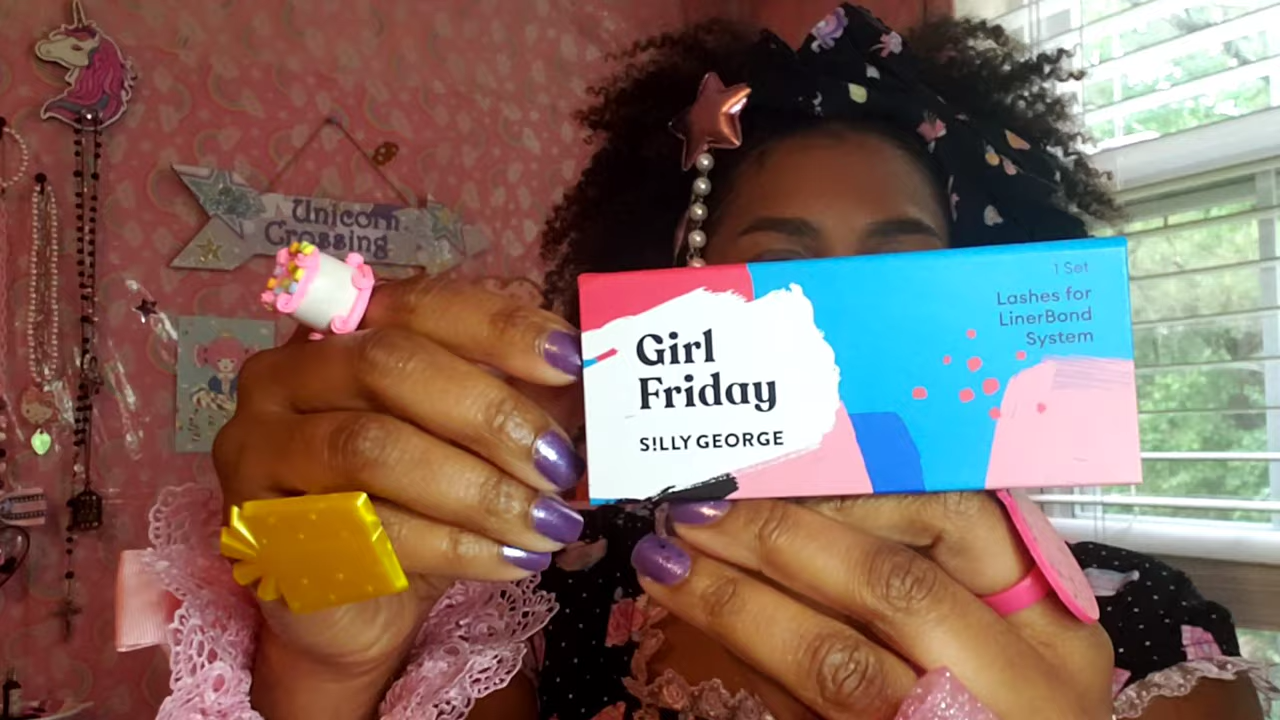 Unicorn
Crossing
Girl
Friday
S!LLY GEORGE
1 Set
Lashes for
LinerBond
System